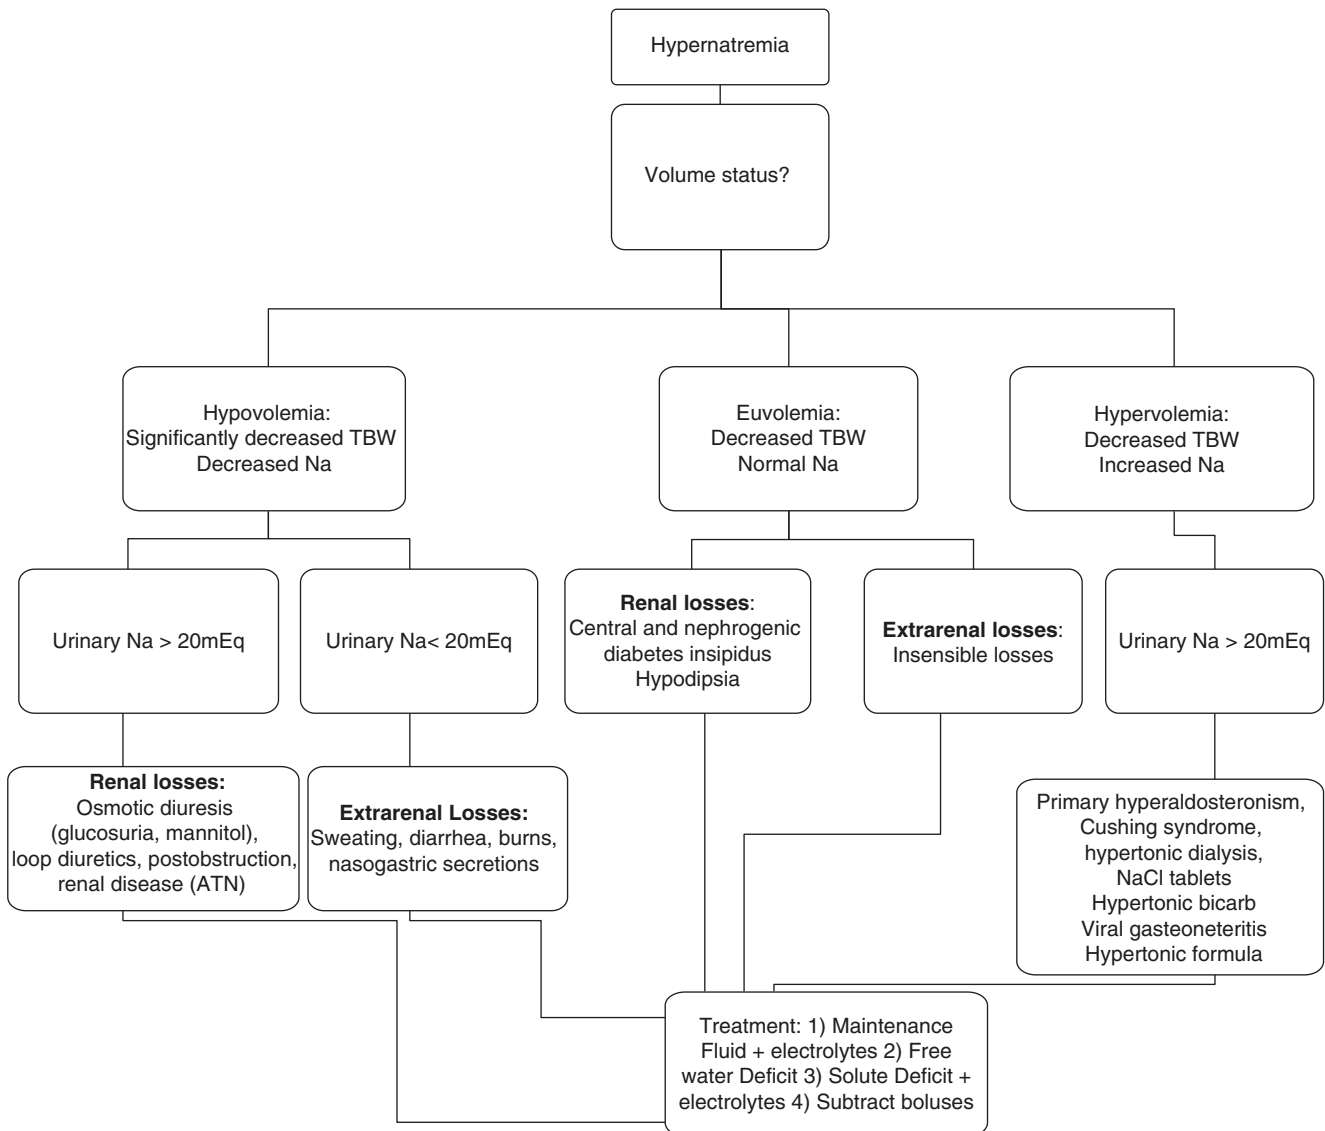 Hypernatremia
Volume status?
Hypovolemia:
Significantly decreased TBW
Decreased Na
Euvolemia:
Decreased TBW
Normal Na
Hypervolemia:
Decreased TBW
Increased Na
Urinary Na > 20mEq
Urinary Na< 20mEq
Renal losses:
Central and nephrogenic
diabetes insipidus
Hypodipsia
Extrarenal losses:
Insensible losses
Urinary Na > 20mEq
Renal losses:
Osmotic diuresis
(glucosuria, mannitol),
loop diuretics, postobstruction,
renal disease (ATN)
Extrarenal Losses:
Sweating, diarrhea, burns,
nasogastric secretions
Primary hyperaldosteronism,
Cushing syndrome,
hypertonic dialysis,
NaCl tablets
Hypertonic bicarb
Viral gasteoneteritis
Hypertonic formula
Treatment: 1) Maintenance
Fluid + electrolytes 2) Free
water Deficit 3) Solute Deficit +
electrolytes 4) Subtract boluses